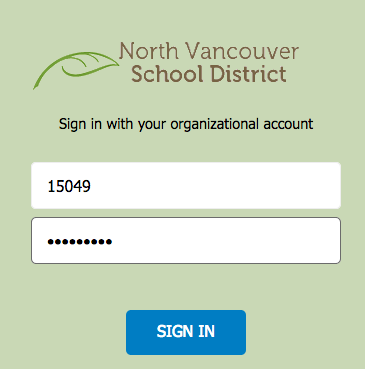 North Vancouver
School District
Sign in with your organizational account
15049
•••••••••
SIGN IN